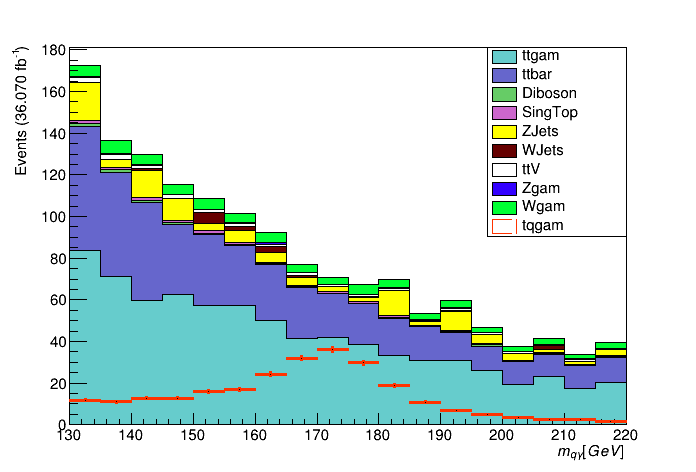 Events (36.070 fb⁻¹)
180
160
140
120
100
80
60
40
20
0
130 140 150 160 170 180 190 200 210 220
m_qγ[GeV]
ttgam
ttbar
Diboson
SingTop
ZJets
WJets
ttV
Zgam
Wgam
tqgam